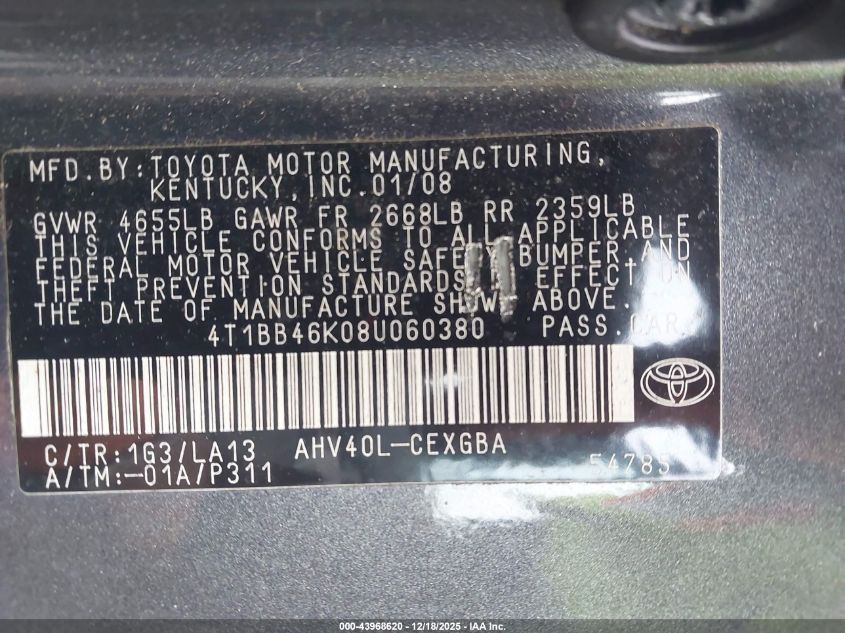 MFD.BY:TOYOTA MOTOR MANUFACTURING,
KENTUCKY,INC.01/08
GVWR 4655LB GAWR FR 2668LB RR 2359LB
THIS VEHICLE CONFORMS TO ALL APPLICABLE
FEDERAL MOTOR VEHICLE SAFETY BUMPER AND
THEFT PREVENTION STANDARDS EFFECT ON
THE DATE OF MANUFACTURE SHOWN ABOVE.
4T1BB46K08U060380 PASS.CAR
C/TR:1G3/LA13 AHV40L-CEXGBA
A/TM:-01A/P311 54785
000-43968620 - 12/18/2025 - IAA Inc.